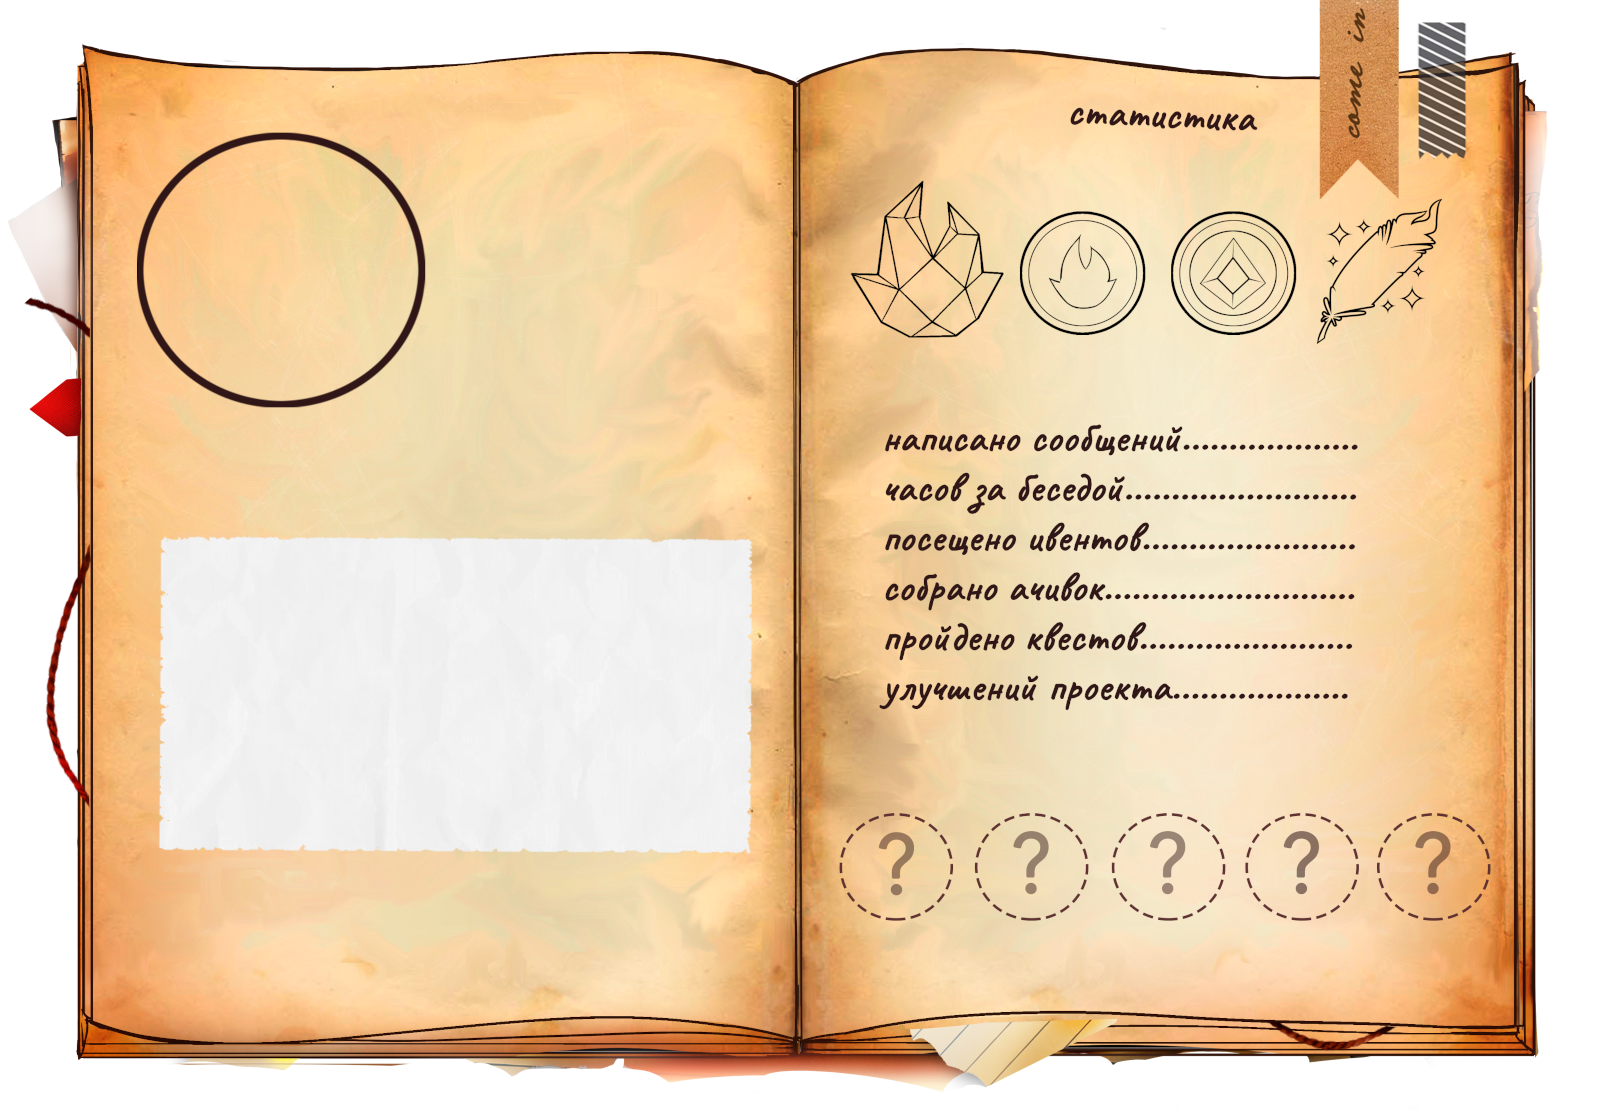 come in
статистика
написано сообщений...................
часов за беседой.........................
посещено ивентов.......................
собрано ачивок...........................
пройдено квестов.......................
улучшений проекта...................
? ? ? ? ?